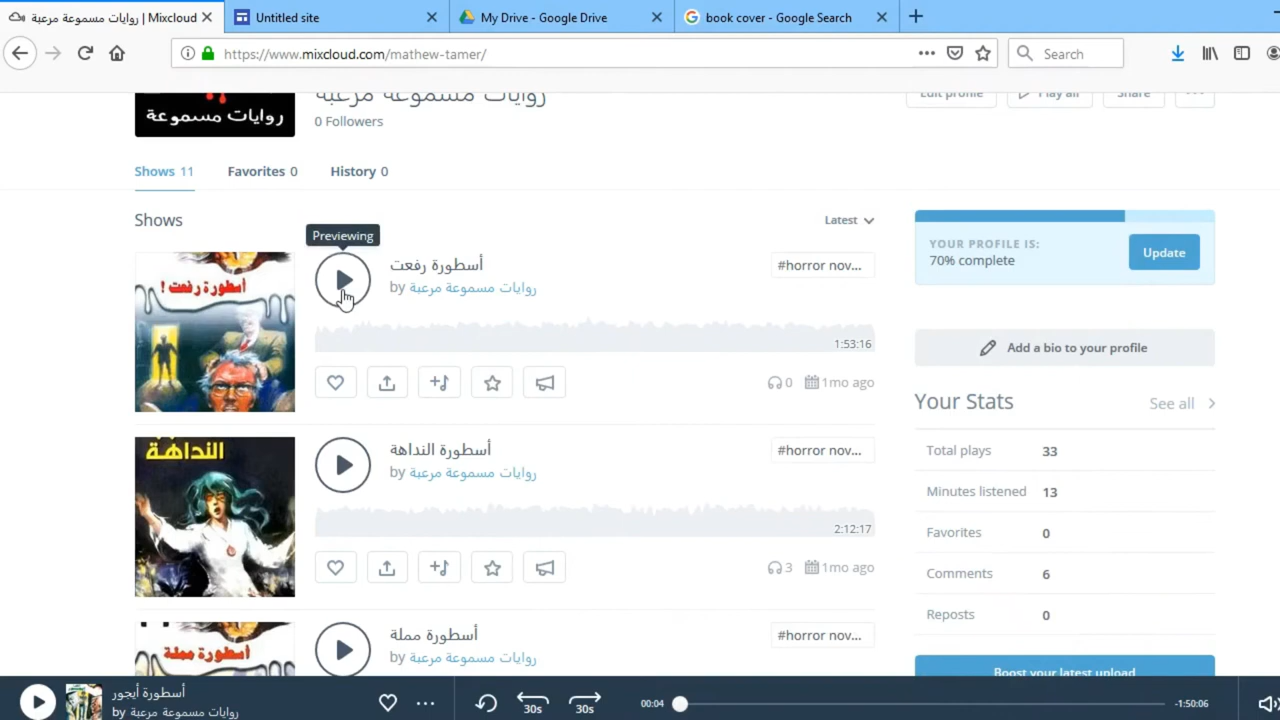 روايات مسموعة مرعبة | Mixcloud
Untitled site
My Drive - Google Drive
book cover - Google Search
https://www.mixcloud.com/mathew-tamer/
Search
روايات مسموعة
روايات مسموعة مرعبة
0 Followers
Edit profile
Play all
Share
Shows 11
Favorites 0
History 0
Shows
Latest
Previewing
أسطورة رفعت !
أسطورة رفعت
by روايات مسموعة مرعبة
#horror nov...
1:53:16
0
1mo ago
النداهة
أسطورة النداهة
by روايات مسموعة مرعبة
#horror nov...
2:12:17
3
1mo ago
أسطورة مملة
أسطورة مملة
by روايات مسموعة مرعبة
#horror nov...
YOUR PROFILE IS:
70% complete
Update
Add a bio to your profile
Your Stats
See all
Total plays 33
Minutes listened 13
Favorites 0
Comments 6
Reposts 0
Boost your latest upload
أسطورة أيجور
by روايات مسموعة مرعبة
30s
30s
00:04
-1:50:06